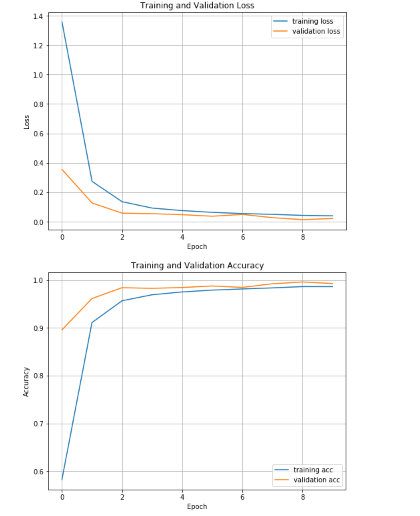 Training and Validation Loss
1.4
1.2
1.0
0.8
0.6
0.4
0.2
0.0
Loss
training loss
validation loss
0 2 4 6 8
Epoch
Training and Validation Accuracy
1.0
0.9
0.8
0.7
0.6
Accuracy
training acc
validation acc
0 2 4 6 8
Epoch